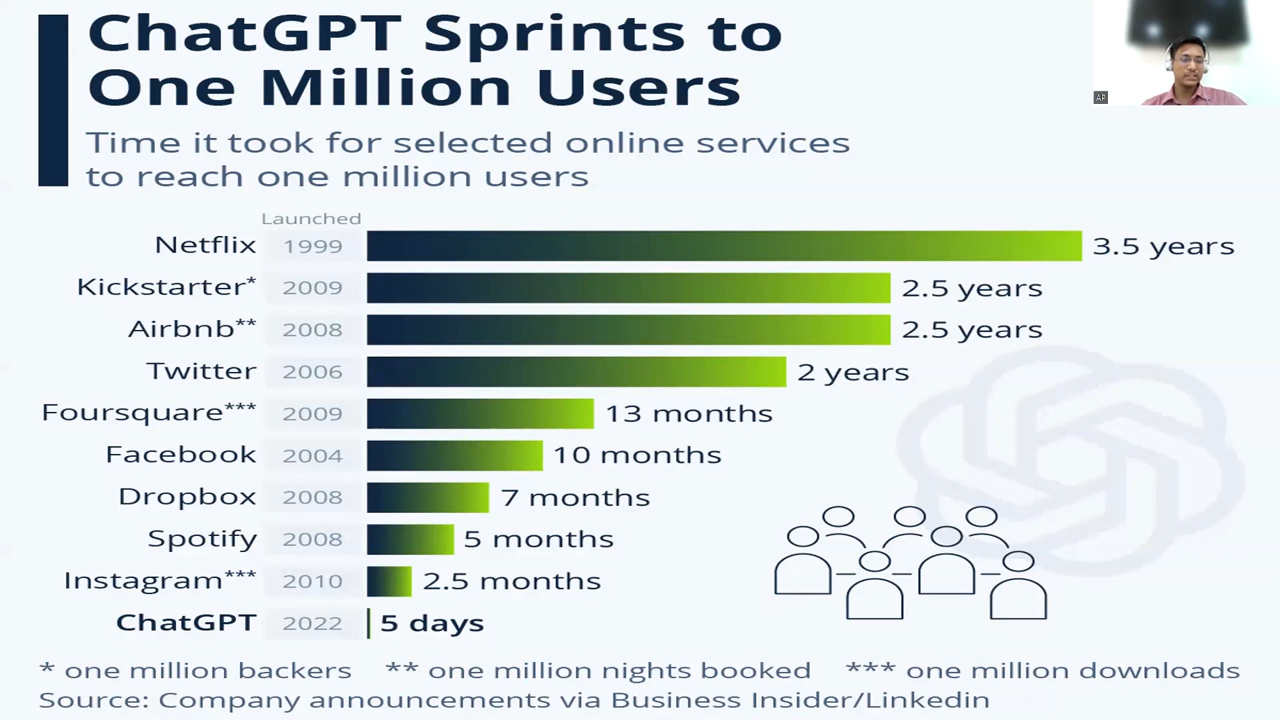 ChatGPT Sprints to
One Million Users
Time it took for selected online services
to reach one million users
Launched
Netflix 1999 3.5 years
Kickstarter* 2009 2.5 years
Airbnb** 2008 2.5 years
Twitter 2006 2 years
Foursquare*** 2009 13 months
Facebook 2004 10 months
Dropbox 2008 7 months
Spotify 2008 5 months
Instagram*** 2010 2.5 months
ChatGPT 2022 5 days
* one million backers ** one million nights booked *** one million downloads
Source: Company announcements via Business Insider/Linkedin
AP